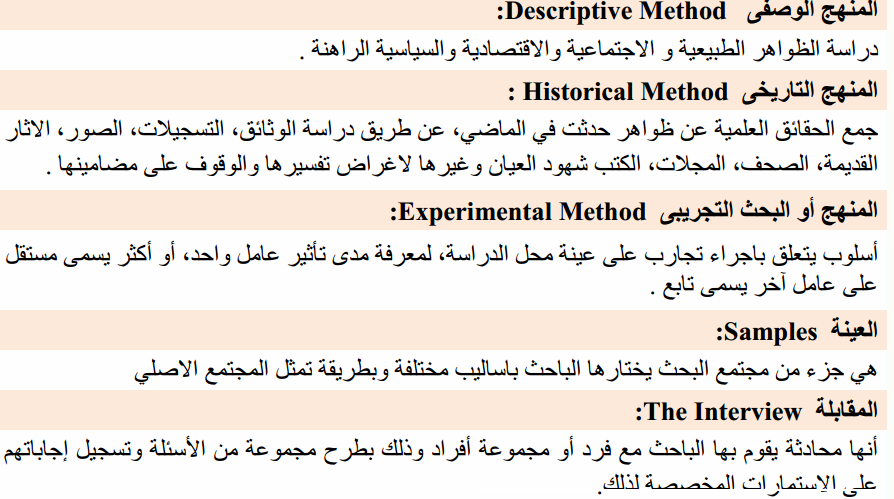 المنهج الوصفى Descriptive Method:
دراسة الظواهر الطبيعية و الاجتماعية والاقتصادية والسياسية الراهنة .
المنهج التاريخى Historical Method :
جمع الحقائق العلمية عن ظواهر حدثت في الماضي، عن طريق دراسة الوثائق، التسجيلات، الصور، الاثار
القديمة، الصحف، المجلات، الكتب شهود العيان وغيرها لاغراض تفسيرها والوقوف على مضامينها .
المنهج أو البحث التجريبى Experimental Method:
أسلوب يتعلق باجراء تجارب على عينة محل الدراسة، لمعرفة مدى تأثير عامل واحد، أو أكثر يسمى مستقل
على عامل آخر يسمى تابع .
العينة Samples:
هي جزء من مجتمع البحث يختارها الباحث باساليب مختلفة وبطريقة تمثل المجتمع الاصلي
المقابلة The Interview:
أنها محادثة يقوم بها الباحث مع فرد أو مجموعة أفراد وذلك بطرح مجموعة من الأسئلة وتسجيل إجاباتهم
على الإستمارات المخصصة لذلك.